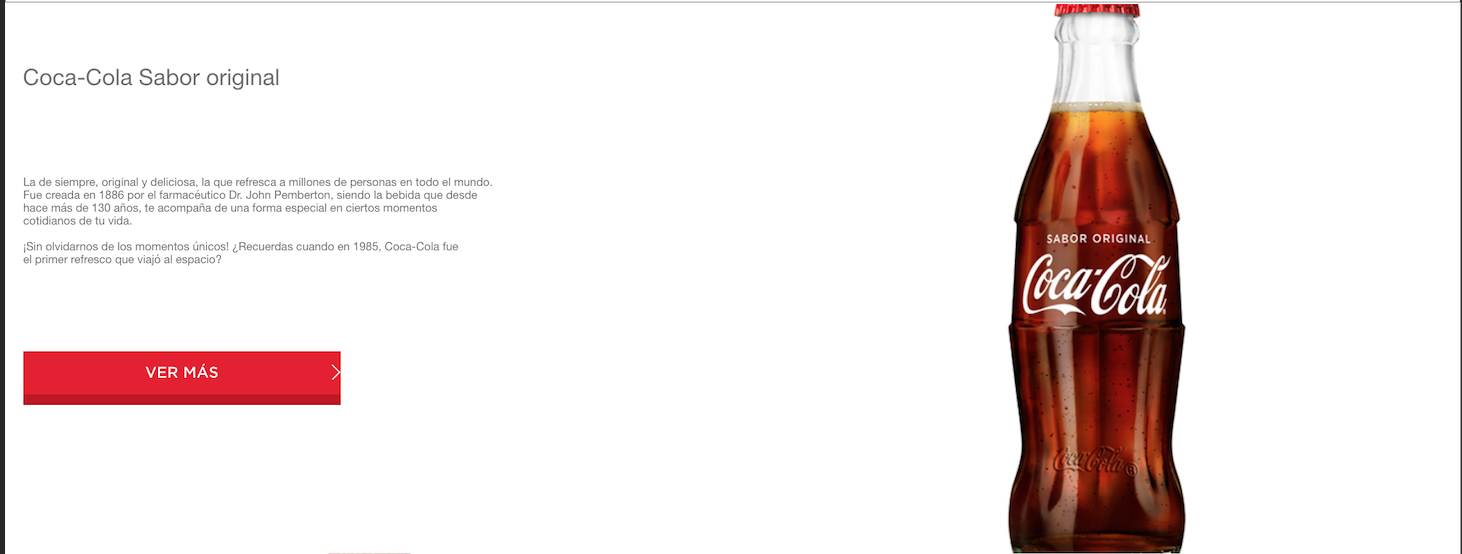 Coca-Cola Sabor original
La de siempre, original y deliciosa, la que refresca a millones de personas en todo el mundo.
Fue creada en 1886 por el farmacéutico Dr. John Pemberton, siendo la bebida que desde
hace más de 130 años, te acompaña de una forma especial en ciertos momentos
cotidianos de tu vida.
¡Sin olvidarnos de los momentos únicos! ¿Recuerdas cuando en 1985, Coca-Cola fue
el primer refresco que viajó al espacio?
VER MÁS
SABOR ORIGINAL
Coca-Cola
Coca-Cola ®